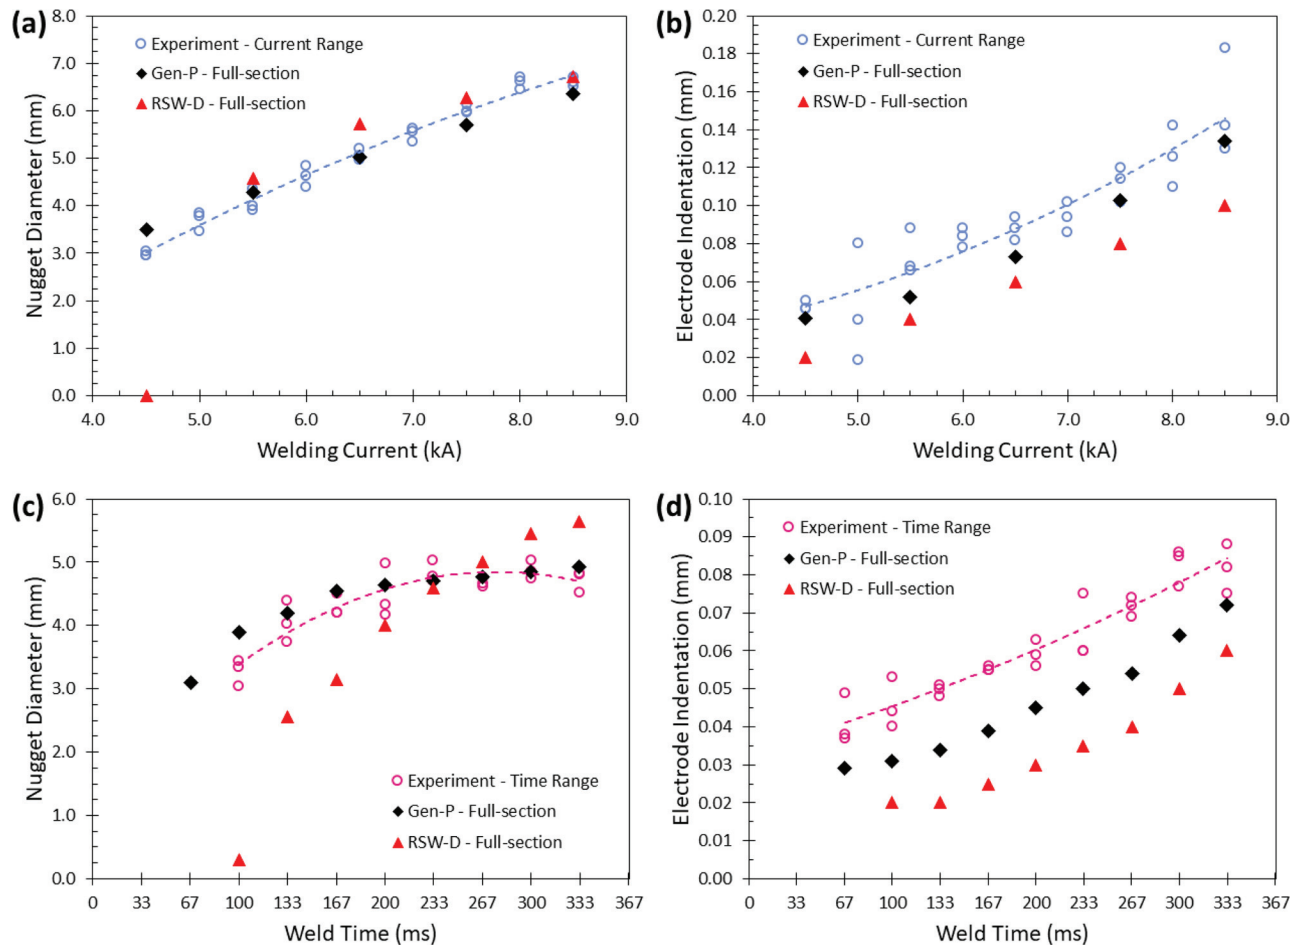 (a)
Nugget Diameter (mm)
8.0
7.0
6.0
5.0
4.0
3.0
2.0
1.0
0.0
Experiment - Current Range
Gen-P - Full-section
RSW-D - Full-section
4.0 5.0 6.0 7.0 8.0 9.0
Welding Current (kA)
(b)
Electrode Indentation (mm)
0.20
0.18
0.16
0.14
0.12
0.10
0.08
0.06
0.04
0.02
0.00
Experiment - Current Range
Gen-P - Full-section
RSW-D - Full-section
4.0 5.0 6.0 7.0 8.0 9.0
Welding Current (kA)
(c)
Nugget Diameter (mm)
6.0
5.0
4.0
3.0
2.0
1.0
0.0
Experiment - Time Range
Gen-P - Full-section
RSW-D - Full-section
0 33 67 100 133 167 200 233 267 300 333 367
Weld Time (ms)
(d)
Electrode Indentation (mm)
0.10
0.09
0.08
0.07
0.06
0.05
0.04
0.03
0.02
0.01
0.00
Experiment - Time Range
Gen-P - Full-section
RSW-D - Full-section
0 33 67 100 133 167 200 233 267 300 333 367
Weld Time (ms)